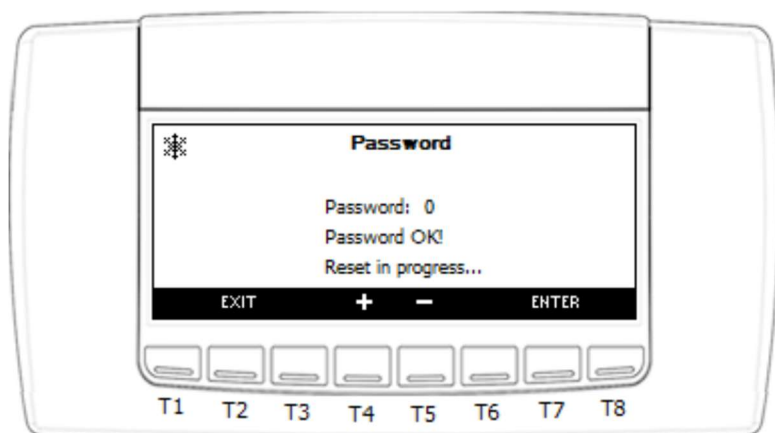 Password
Password: 0
Password OK!
Reset in progress...
EXIT + − ENTER
T1 T2 T3 T4 T5 T6 T7 T8